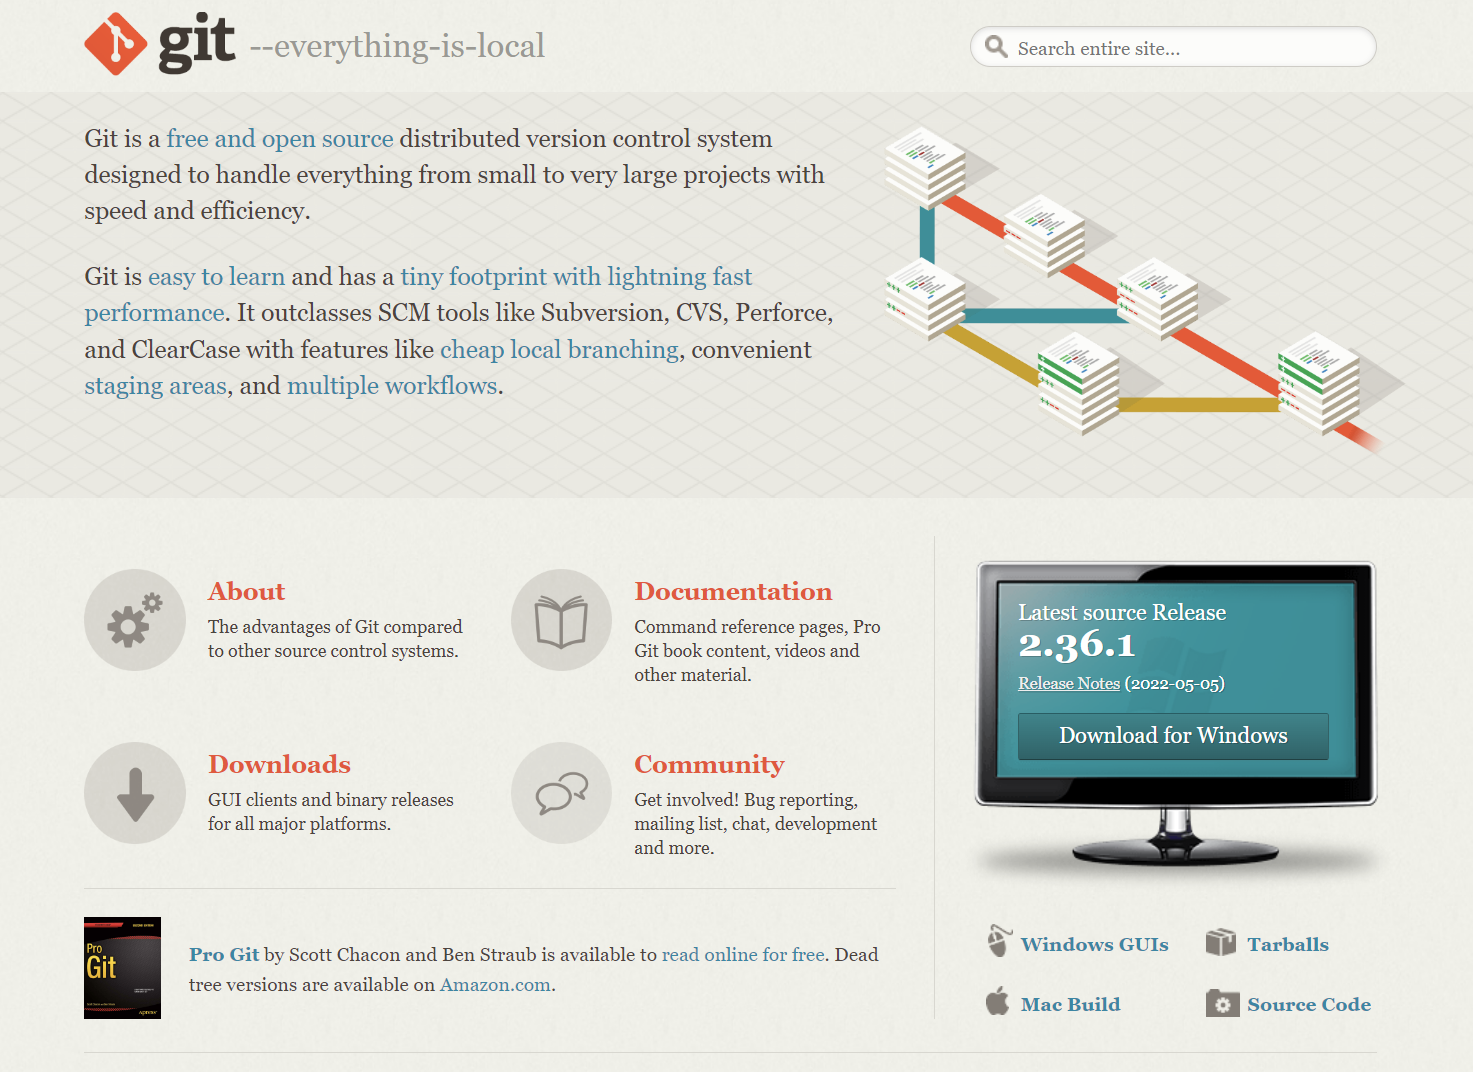 git --everything-is-local
Search entire site...
Git is a free and open source distributed version control system
designed to handle everything from small to very large projects with
speed and efficiency.
Git is easy to learn and has a tiny footprint with lightning fast
performance. It outclasses SCM tools like Subversion, CVS, Perforce,
and ClearCase with features like cheap local branching, convenient
staging areas, and multiple workflows.
About
The advantages of Git compared
to other source control systems.
Documentation
Command reference pages, Pro
Git book content, videos and
other material.
Downloads
GUI clients and binary releases
for all major platforms.
Community
Get involved! Bug reporting,
mailing list, chat, development
and more.
Pro
Git
Apress
Pro Git by Scott Chacon and Ben Straub is available to read online for free. Dead
tree versions are available on Amazon.com.
Latest source Release
2.36.1
Release Notes (2022-05-05)
Download for Windows
Windows GUIs
Tarballs
Mac Build
Source Code